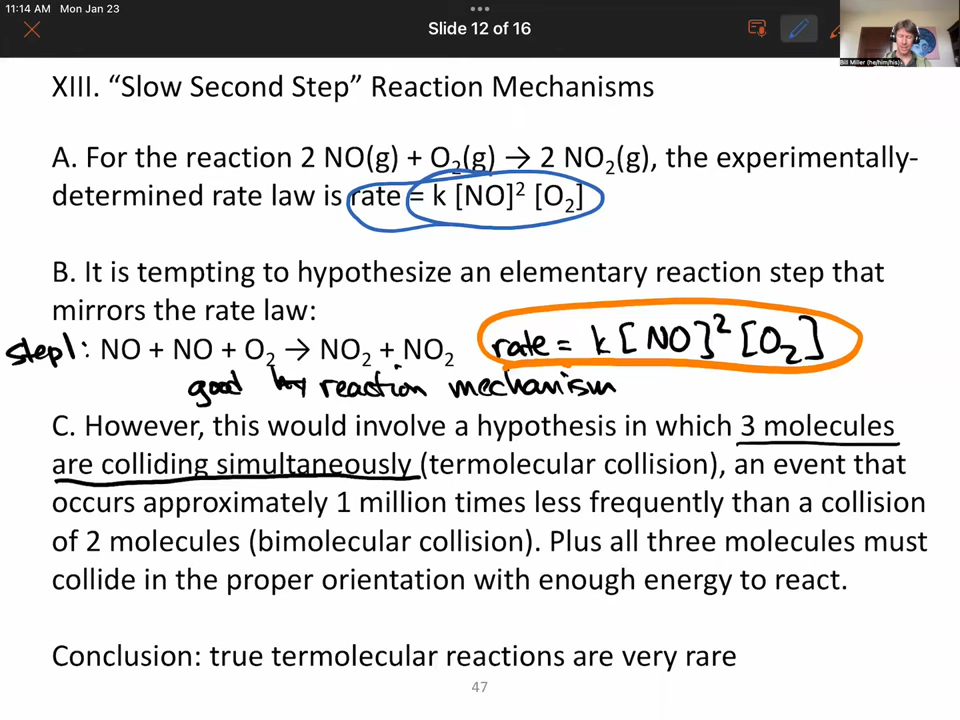 11:14 AM Mon Jan 23
Slide 12 of 16
Bill Miller (he/him/his)
XIII. “Slow Second Step” Reaction Mechanisms
A. For the reaction 2 NO(g) + O₂(g) → 2 NO₂(g), the experimentally-
determined rate law is rate = k [NO]² [O₂]
B. It is tempting to hypothesize an elementary reaction step that
mirrors the rate law:
step 1: NO + NO + O₂ → NO₂ + NO₂ rate = k [NO]² [O₂]
good reaction mechanism
C. However, this would involve a hypothesis in which 3 molecules
are colliding simultaneously (termolecular collision), an event that
occurs approximately 1 million times less frequently than a collision
of 2 molecules (bimolecular collision). Plus all three molecules must
collide in the proper orientation with enough energy to react.
Conclusion: true termolecular reactions are very rare
47